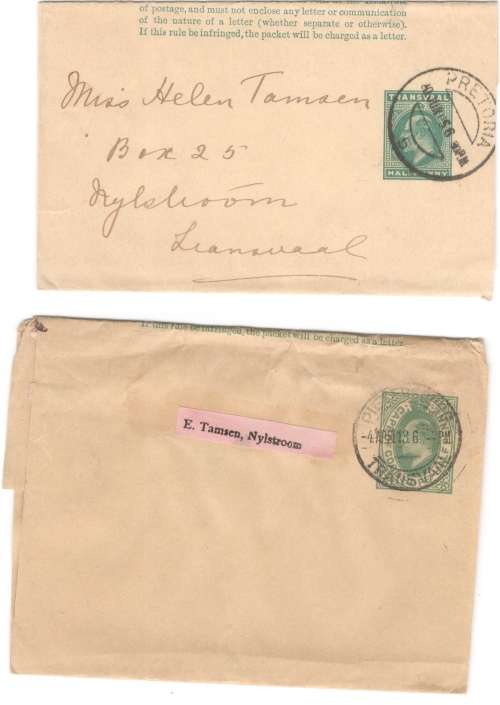 of postage, and must not enclose any letter or communication
of the nature of a letter (whether separate or otherwise).
If this rule be infringed, the packet will be charged as a letter.
Miss Helen Tamsen
Box 25
Nylstroom
Transvaal
TRANSVAAL
HALFPENNY
PRETORIA
5
If this rule be infringed, the packet will be charged as a letter.
E. Tamsen, Nylstroom
TRANSVAAL